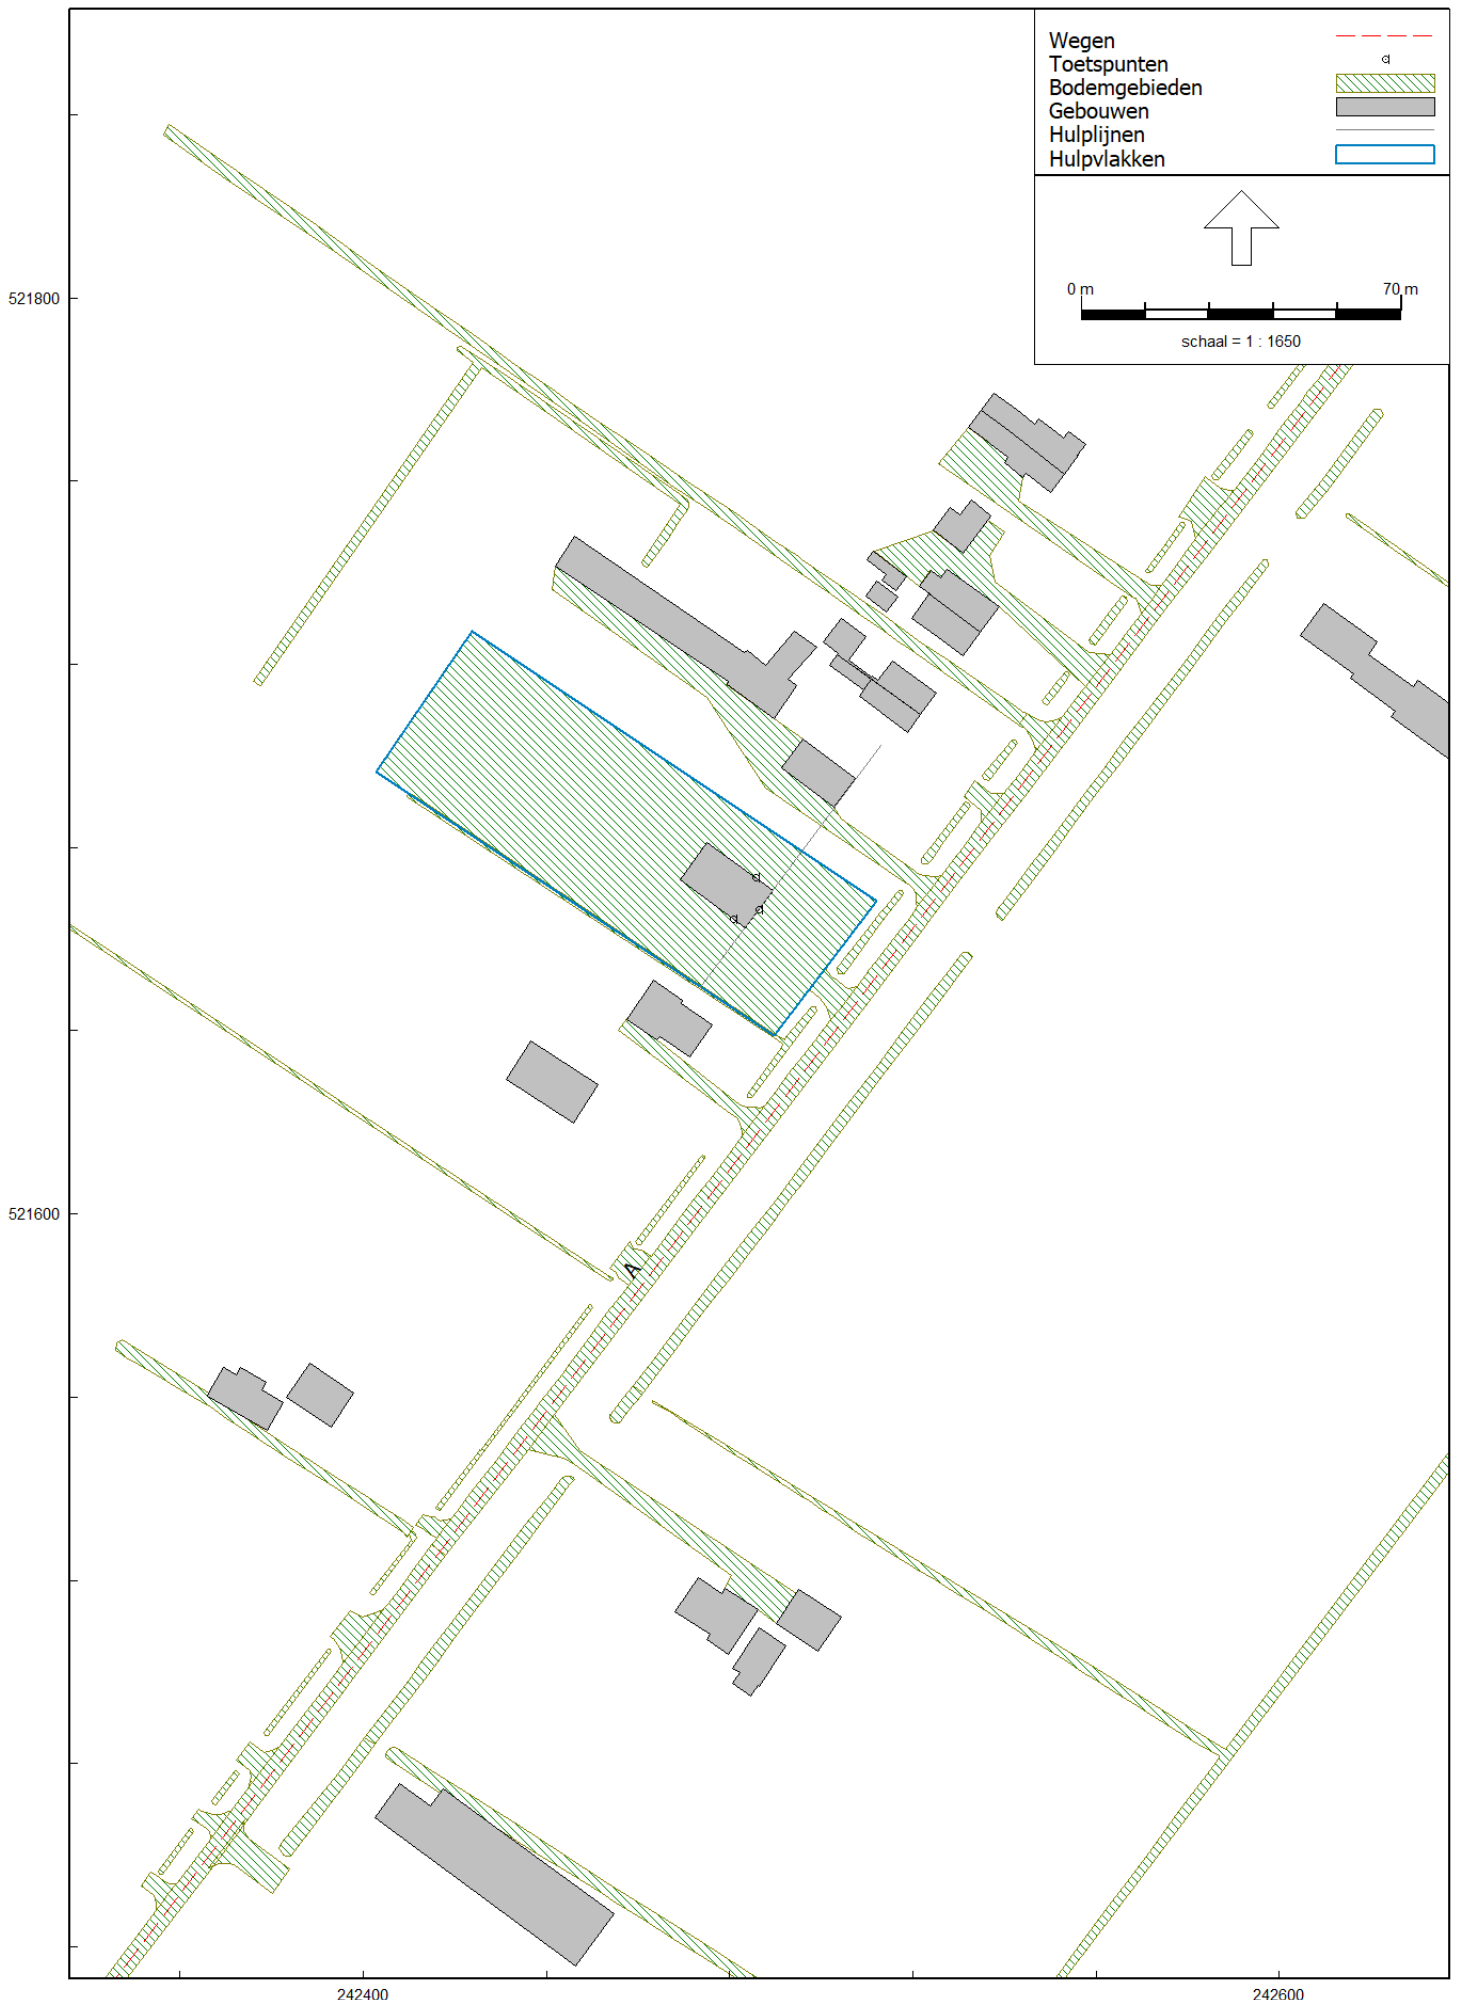 Wegen
Toetspunten
Bodemgebieden
Gebouwen
Hulplijnen
Hulpvlakken
0 m 70 m
schaal = 1 : 1650
521800
521600
A
242400 242600